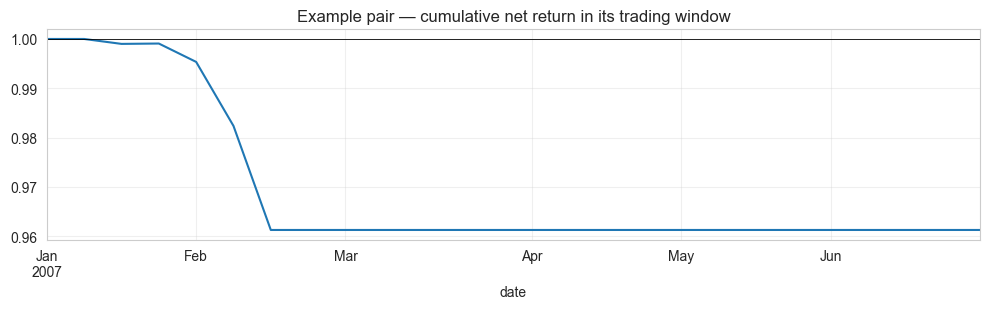 Example pair — cumulative net return in its trading window
1.00
0.99
0.98
0.97
0.96
Jan Feb Mar Apr May Jun
2007
date